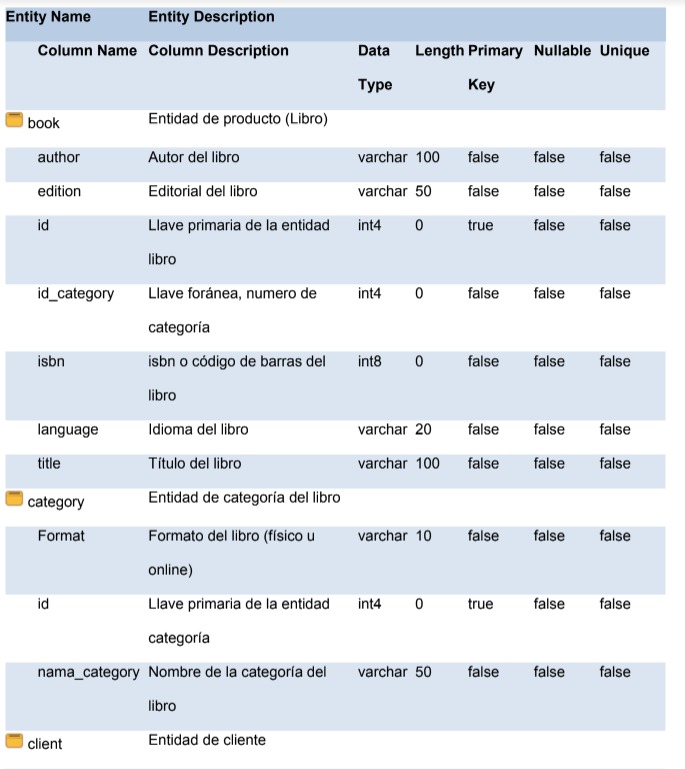 Entity Name Entity Description
Column Name Column Description Data Length Primary Nullable Unique
Type Key
book Entidad de producto (Libro)
author Autor del libro varchar 100 false false false
edition Editorial del libro varchar 50 false false false
id Llave primaria de la entidad int4 0 true false false
libro
id_category Llave foránea, numero de int4 0 false false false
categoría
isbn isbn o código de barras del int8 0 false false false
libro
language Idioma del libro varchar 20 false false false
title Título del libro varchar 100 false false false
category Entidad de categoría del libro
Format Formato del libro (físico u varchar 10 false false false
online)
id Llave primaria de la entidad int4 0 true false false
categoría
nama_category Nombre de la categoría del varchar 50 false false false
libro
client Entidad de cliente